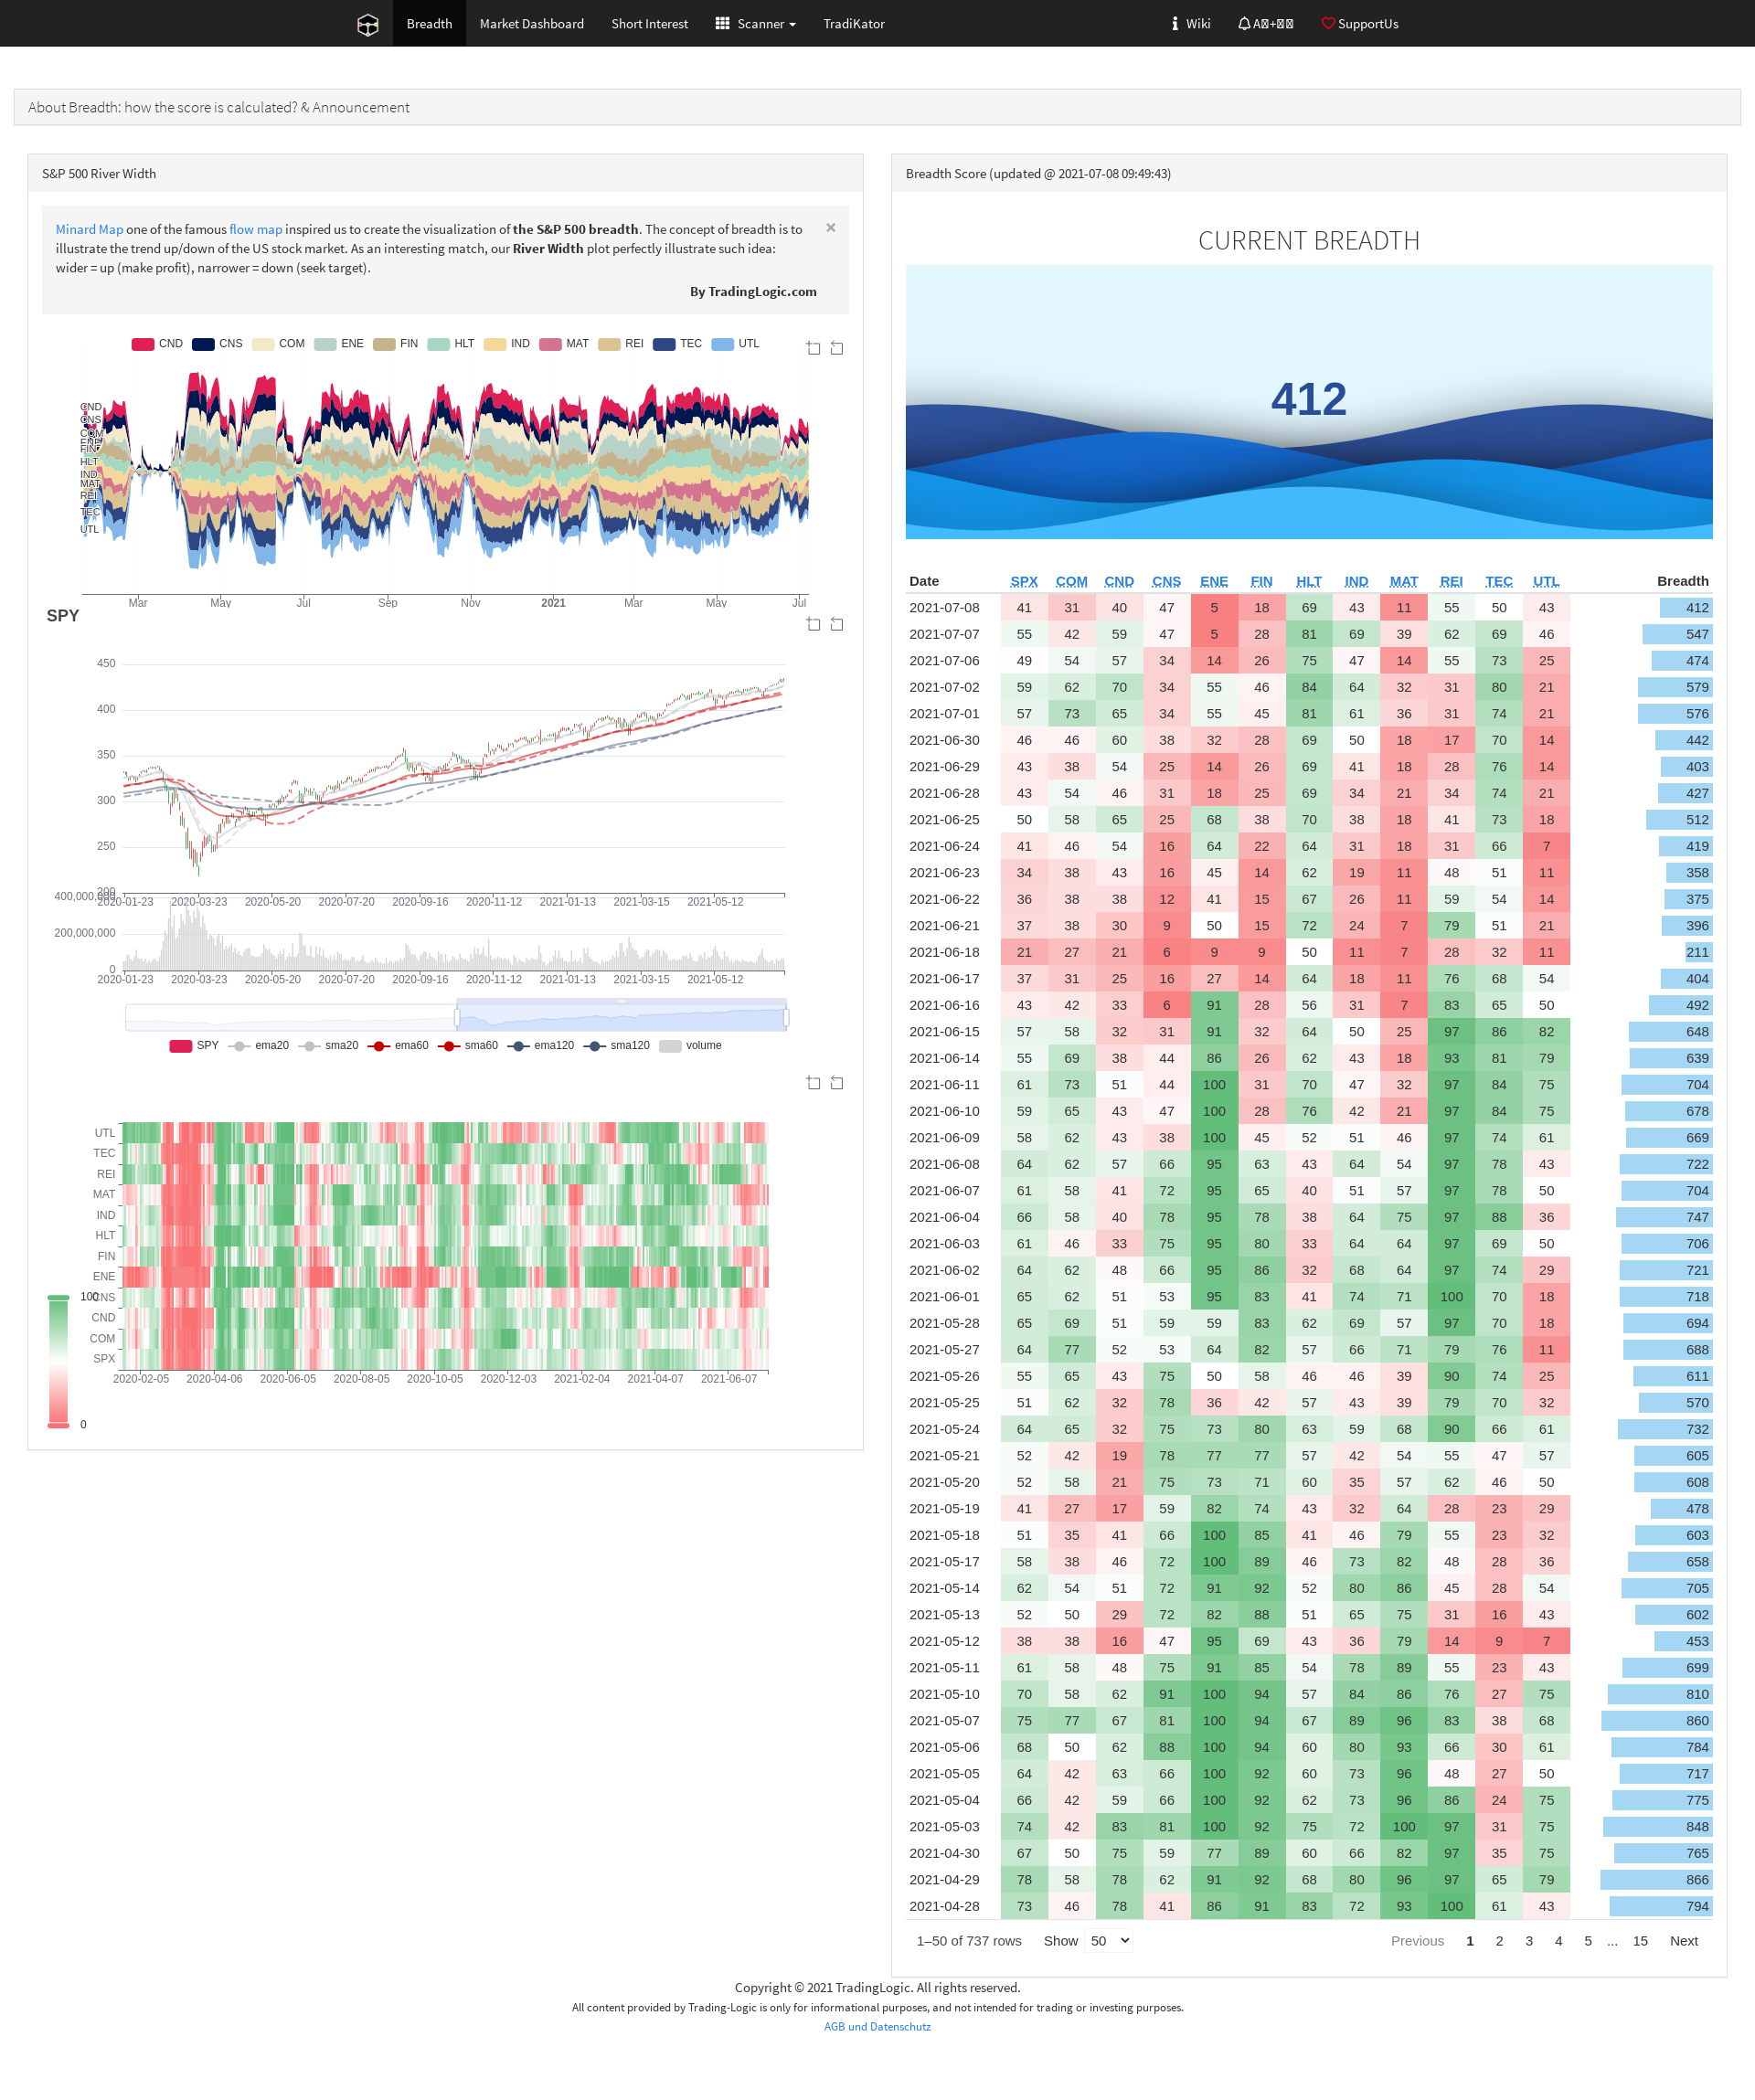 Breadth Market Dashboard Short Interest Scanner TradiKator Wiki SupportUs
About Breadth: how the score is calculated? & Announcement
S&P 500 River Width
Minard Map one of the famous flow map inspired us to create the visualization of the S&P 500 breadth. The concept of breadth is to
illustrate the trend up/down of the US stock market. As an interesting match, our River Width plot perfectly illustrate such idea:
wider = up (make profit), narrower = down (seek target).
×
By TradingLogic.com
CND CNS COM ENE FIN HLT IND MAT REI TEC UTL
CND
CNS
COM
ENE
FIN
HLT
IND
MAT
REI
TEC
UTL
Mar May Jul Sep Nov 2021 Mar May Jul
SPY
450
400
350
300
250
200
2020-01-23 2020-03-23 2020-05-20 2020-07-20 2020-09-16 2020-11-12 2021-01-13 2021-03-15 2021-05-12
400,000,000
200,000,000
0
2020-01-23 2020-03-23 2020-05-20 2020-07-20 2020-09-16 2020-11-12 2021-01-13 2021-03-15 2021-05-12
SPY ema20 sma20 ema60 sma60 ema120 sma120 volume
UTL
TEC
REI
MAT
IND
HLT
FIN
ENE
CNS
CND
COM
SPX
2020-02-05 2020-04-06 2020-06-05 2020-08-05 2020-10-05 2020-12-03 2021-02-04 2021-04-07 2021-06-07
100
0
Breadth Score (updated @ 2021-07-08 09:49:43)
CURRENT BREADTH
412
Date SPX COM CND CNS ENE FIN HLT IND MAT REI TEC UTL Breadth
2021-07-08 41 31 40 47 5 18 69 43 11 55 50 43 412
2021-07-07 55 42 59 47 5 28 81 69 39 62 69 46 547
2021-07-06 49 54 57 34 14 26 75 47 14 55 73 25 474
2021-07-02 59 62 70 34 55 46 84 64 32 31 80 21 579
2021-07-01 57 73 65 34 55 45 81 61 36 31 74 21 576
2021-06-30 46 46 60 38 32 28 69 50 18 17 70 14 442
2021-06-29 43 38 54 25 14 26 69 41 18 28 76 14 403
2021-06-28 43 54 46 31 18 25 69 34 21 34 74 21 427
2021-06-25 50 58 65 25 68 38 70 38 18 41 73 18 512
2021-06-24 41 46 54 16 64 22 64 31 18 31 66 7 419
2021-06-23 34 38 43 16 45 14 62 19 11 48 51 11 358
2021-06-22 36 38 38 12 41 15 67 26 11 59 54 14 375
2021-06-21 37 38 30 9 50 15 72 24 7 79 51 21 396
2021-06-18 21 27 21 6 9 9 50 11 7 28 32 11 211
2021-06-17 37 31 25 16 27 14 64 18 11 76 68 54 404
2021-06-16 43 42 33 6 91 28 56 31 7 83 65 50 492
2021-06-15 57 58 32 31 91 32 64 50 25 97 86 82 648
2021-06-14 55 69 38 44 86 26 62 43 18 93 81 79 639
2021-06-11 61 73 51 44 100 31 70 47 32 97 84 75 704
2021-06-10 59 65 43 47 100 28 76 42 21 97 84 75 678
2021-06-09 58 62 43 38 100 45 52 51 46 97 74 61 669
2021-06-08 64 62 57 66 95 63 43 64 54 97 78 43 722
2021-06-07 61 58 41 72 95 65 40 51 57 97 78 50 704
2021-06-04 66 58 40 78 95 78 38 64 75 97 88 36 747
2021-06-03 61 46 33 75 95 80 33 64 64 97 69 50 706
2021-06-02 64 62 48 66 95 86 32 68 64 97 74 29 721
2021-06-01 65 62 51 53 95 83 41 74 71 100 70 18 718
2021-05-28 65 69 51 59 59 83 62 69 57 97 70 18 694
2021-05-27 64 77 52 53 64 82 57 66 71 79 76 11 688
2021-05-26 55 65 43 75 50 58 46 46 39 90 74 25 611
2021-05-25 51 62 32 78 36 42 57 43 39 79 70 32 570
2021-05-24 64 65 32 75 73 80 63 59 68 90 66 61 732
2021-05-21 52 42 19 78 77 77 57 42 54 55 47 57 605
2021-05-20 52 58 21 75 73 71 60 35 57 62 46 50 608
2021-05-19 41 27 17 59 82 74 43 32 64 28 23 29 478
2021-05-18 51 35 41 66 100 85 41 46 79 55 23 32 603
2021-05-17 58 38 46 72 100 89 46 73 82 48 28 36 658
2021-05-14 62 54 51 72 91 92 52 80 86 45 28 54 705
2021-05-13 52 50 29 72 82 88 51 65 75 31 16 43 602
2021-05-12 38 38 16 47 95 69 43 36 79 14 9 7 453
2021-05-11 61 58 48 75 91 85 54 78 89 55 23 43 699
2021-05-10 70 58 62 91 100 94 57 84 86 76 27 75 810
2021-05-07 75 77 67 81 100 94 67 89 96 83 38 68 860
2021-05-06 68 50 62 88 100 94 60 80 93 66 30 61 784
2021-05-05 64 42 63 66 100 92 60 73 96 48 27 50 717
2021-05-04 66 42 59 66 100 92 62 73 96 86 24 75 775
2021-05-03 74 42 83 81 100 92 75 72 100 97 31 75 848
2021-04-30 67 50 75 59 77 89 60 66 82 97 35 75 765
2021-04-29 78 58 78 62 91 92 68 80 96 97 65 79 866
2021-04-28 73 46 78 41 86 91 83 72 93 100 61 43 794
1–50 of 737 rows Show 50 Previous 1 2 3 4 5 ... 15 Next
Copyright © 2021 TradingLogic. All rights reserved.
All content provided by Trading-Logic is only for informational purposes, and not intended for trading or investing purposes.
AGB und Datenschutz